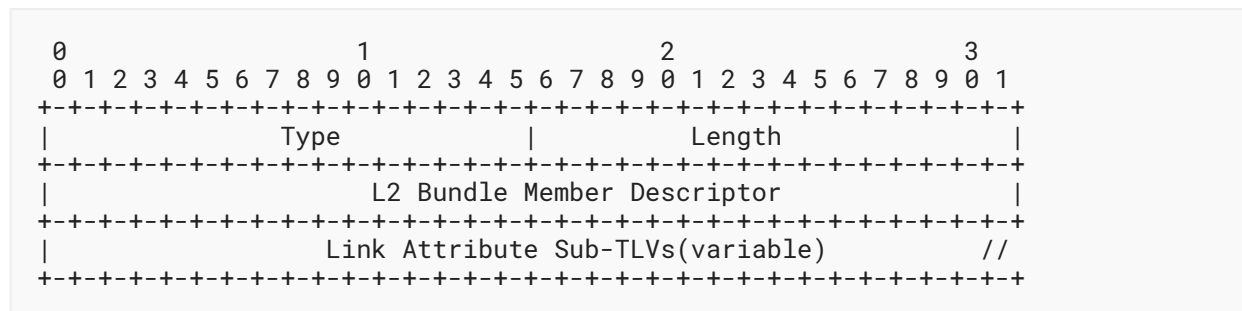 0                   1                   2                   3
 0 1 2 3 4 5 6 7 8 9 0 1 2 3 4 5 6 7 8 9 0 1 2 3 4 5 6 7 8 9 0 1
+-+-+-+-+-+-+-+-+-+-+-+-+-+-+-+-+-+-+-+-+-+-+-+-+-+-+-+-+-+-+-+-+
|               Type            |          Length               |
+-+-+-+-+-+-+-+-+-+-+-+-+-+-+-+-+-+-+-+-+-+-+-+-+-+-+-+-+-+-+-+-+
|                     L2 Bundle Member Descriptor               |
+-+-+-+-+-+-+-+-+-+-+-+-+-+-+-+-+-+-+-+-+-+-+-+-+-+-+-+-+-+-+-+-+
|                  Link Attribute Sub-TLVs(variable)          //
+-+-+-+-+-+-+-+-+-+-+-+-+-+-+-+-+-+-+-+-+-+-+-+-+-+-+-+-+-+-+-+-+